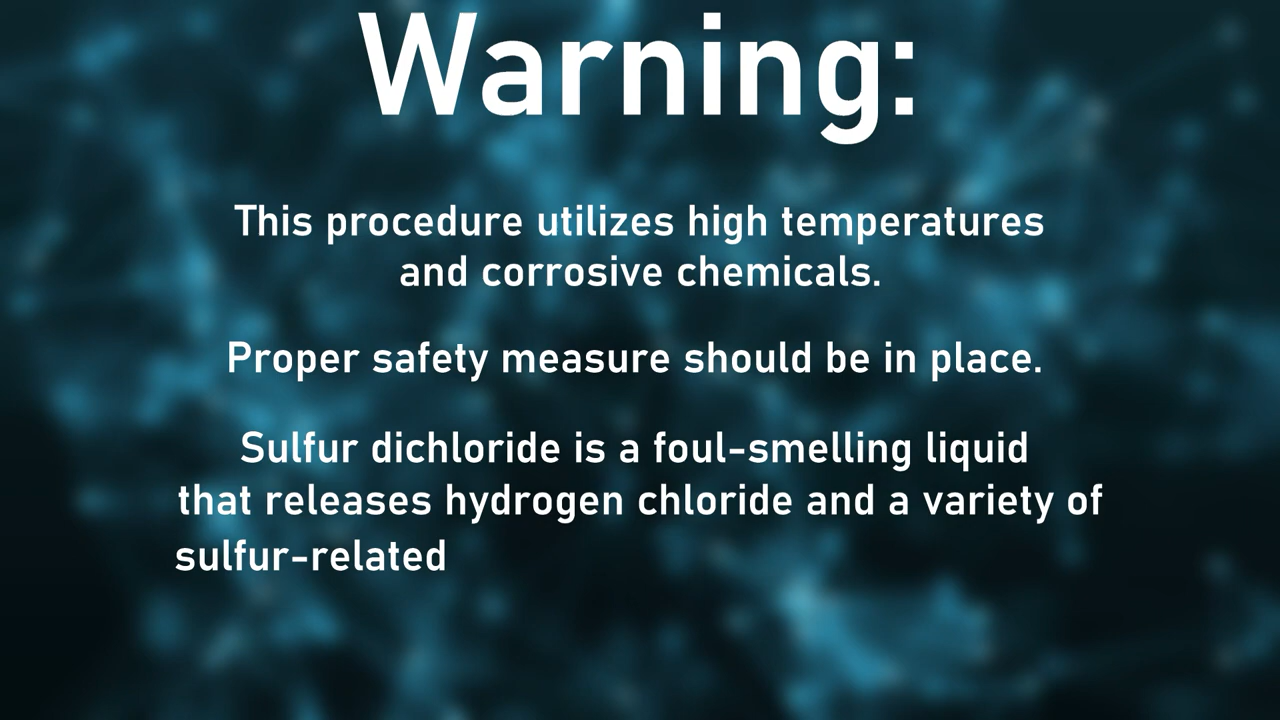 Warning:
This procedure utilizes high temperatures
and corrosive chemicals.
Proper safety measure should be in place.
Sulfur dichloride is a foul-smelling liquid
that releases hydrogen chloride and a variety of
sulfur-related